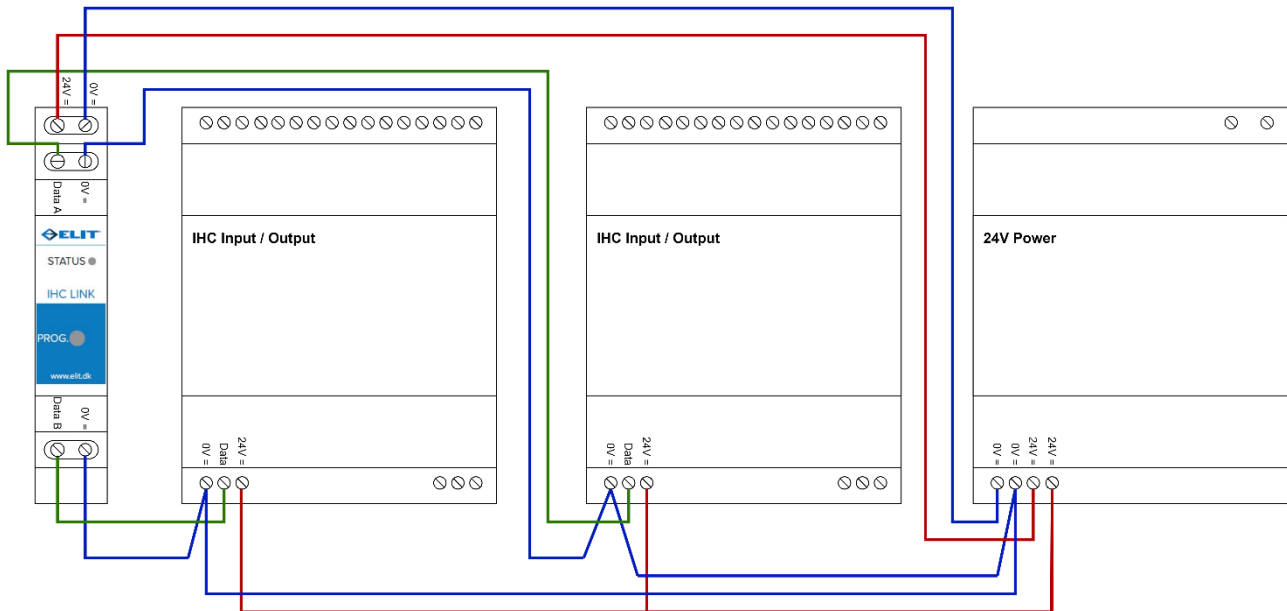 24V =
0V =
Data A
0V =
ELIT
STATUS
IHC LINK
PROG.
www.elit.dk
Data B
0V =
IHC Input / Output
0V =
Data
24V =
IHC Input / Output
0V =
Data
24V =
24V Power
0V =
0V =
24V =
24V =